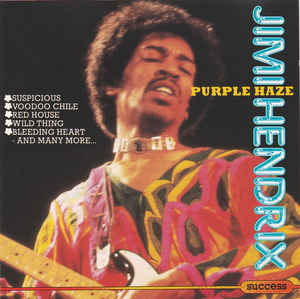 PURPLE HAZE
JIMI HENDRIX
SUSPICIOUS
VOODOO CHILE
RED HOUSE
WILD THING
BLEEDING HEART
- AND MANY MORE...
success